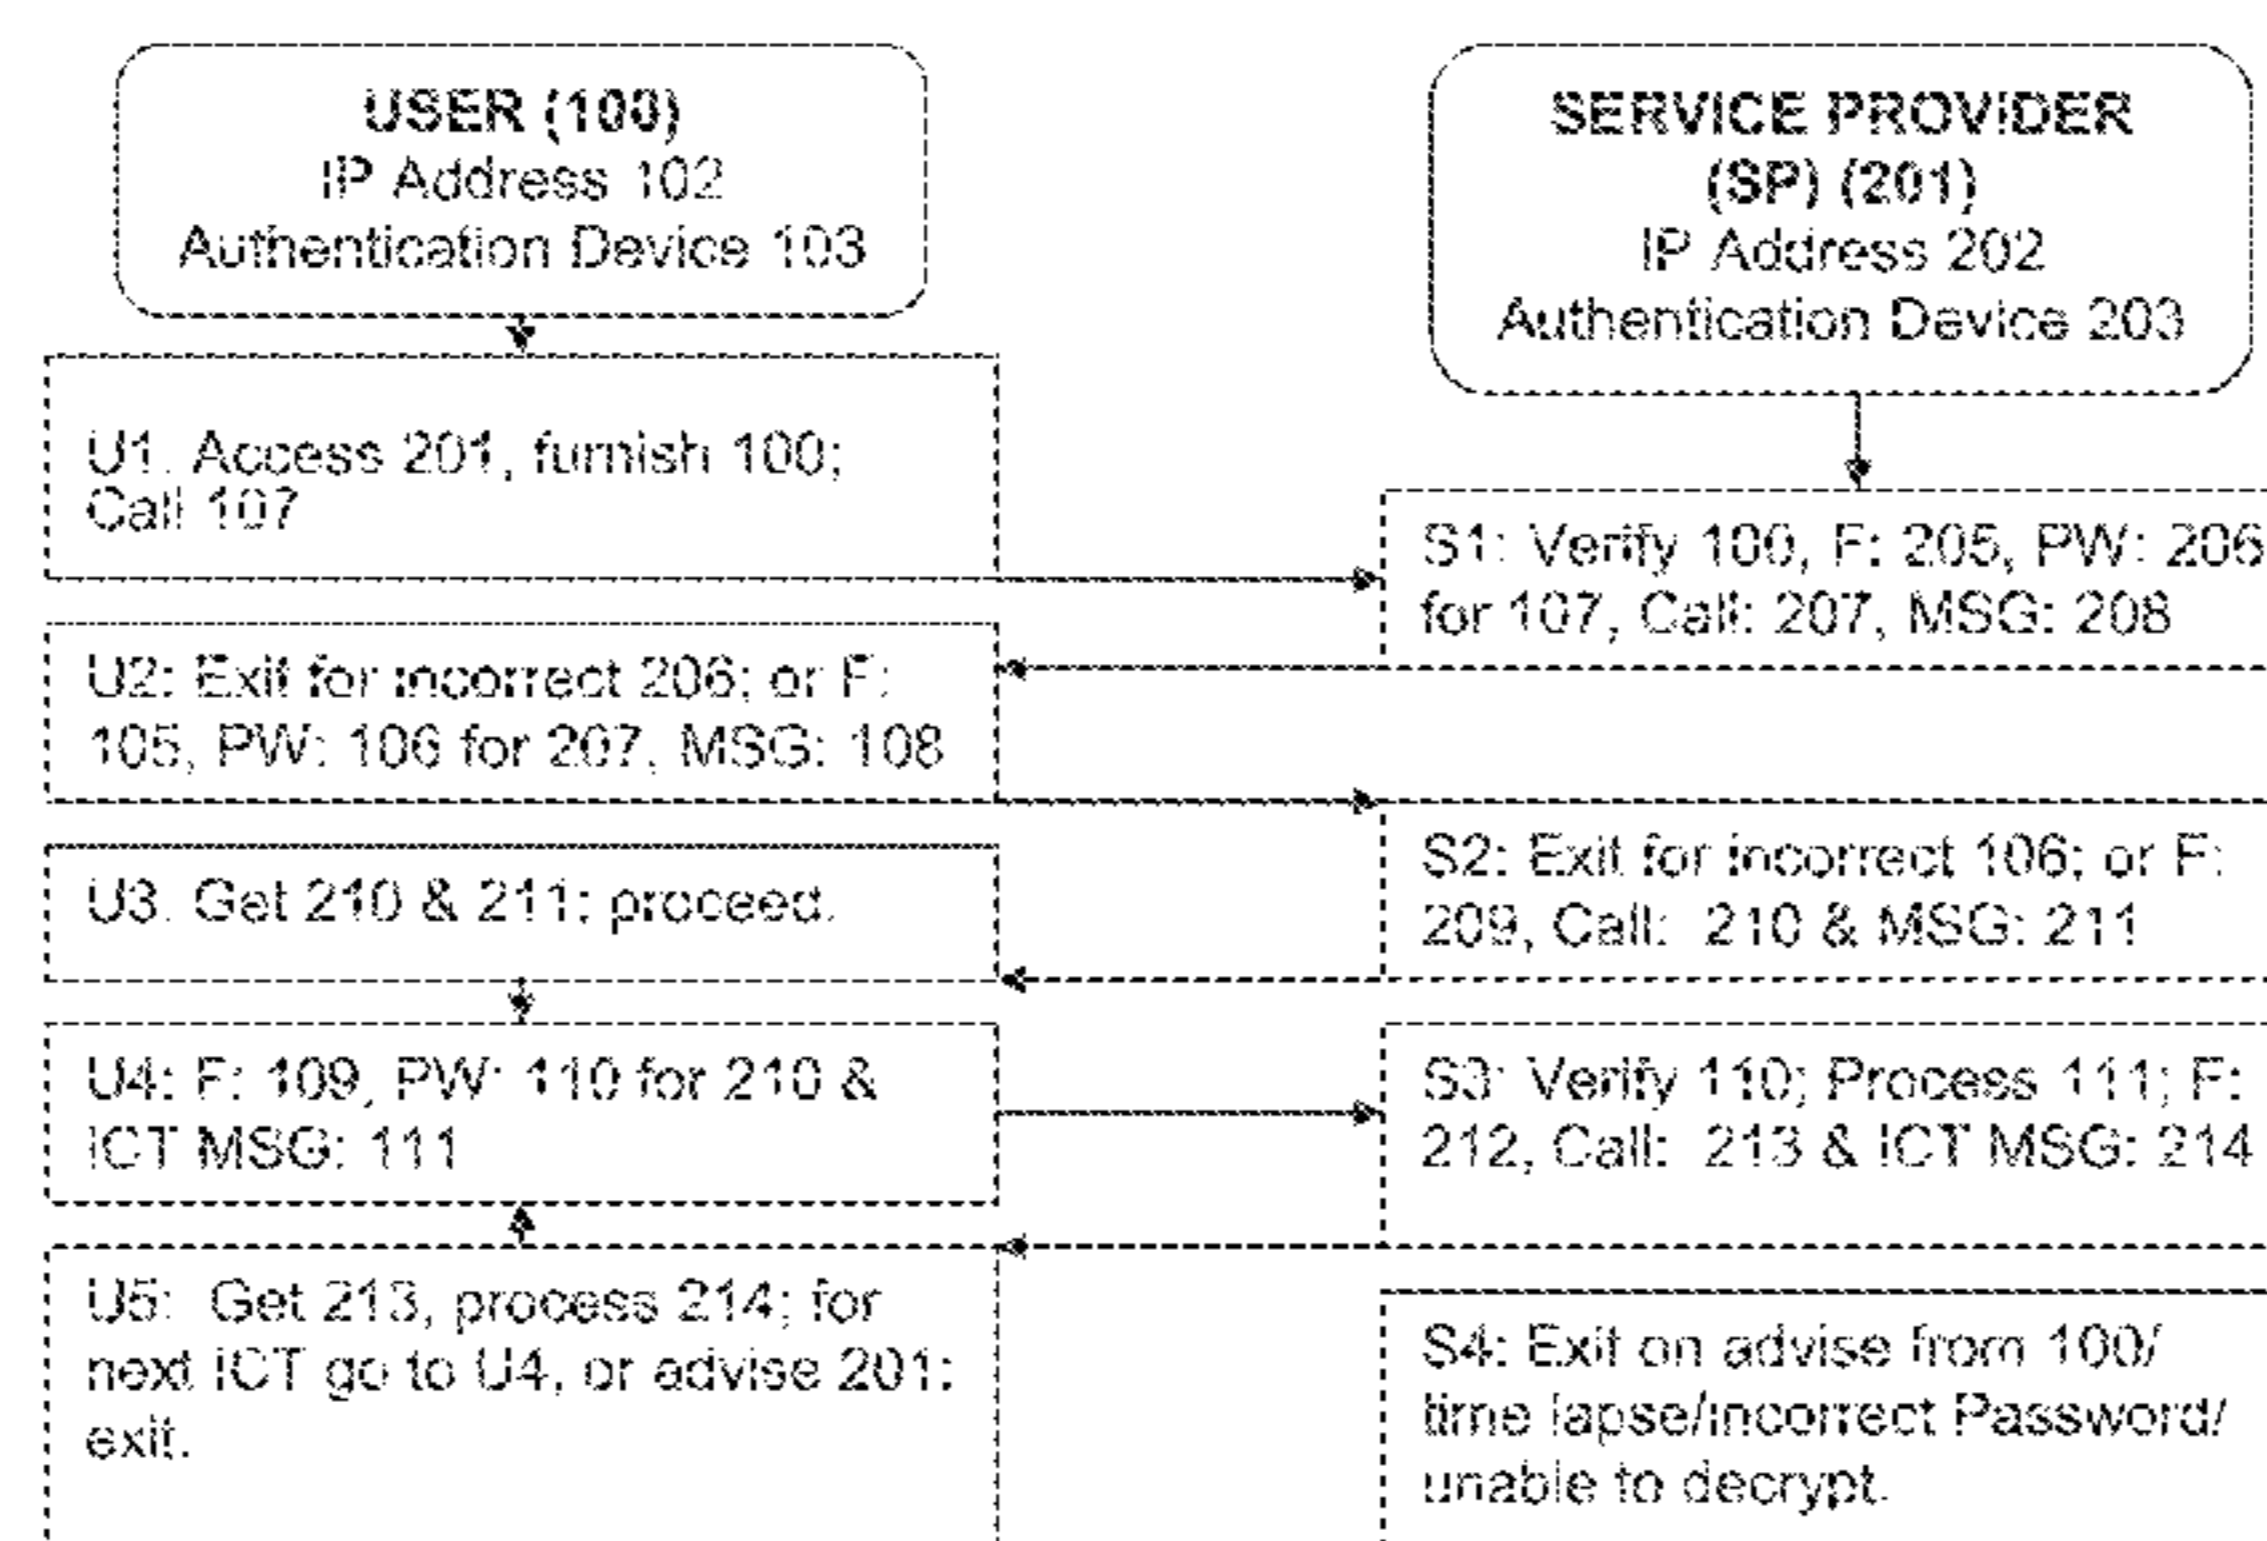 USER (100)
IP Address 102
Authentication Device 103
SERVICE PROVIDER
(SP) (201)
IP Address 202
Authentication Device 203
U1. Access 201, furnish 100;
Call 107
S1: Verify 100, F: 205, PW: 206
for 107, Call: 207, MSG: 208
U2: Exit for incorrect 206; or F:
105, PW: 106 for 207, MSG: 108
S2: Exit for incorrect 106; or F:
209, Call: 210 & MSG: 211
U3. Get 210 & 211; proceed.
U4: F: 109, PW: 110 for 210 &
ICT MSG: 111
S3: Verify 110; Process 111; F:
212, Call: 213 & ICT MSG: 214
U5: Get 213, process 214; for
next ICT go to U4, or advise 201;
exit.
S4: Exit on advise from 100/
time lapse/incorrect Password/
unable to decrypt.